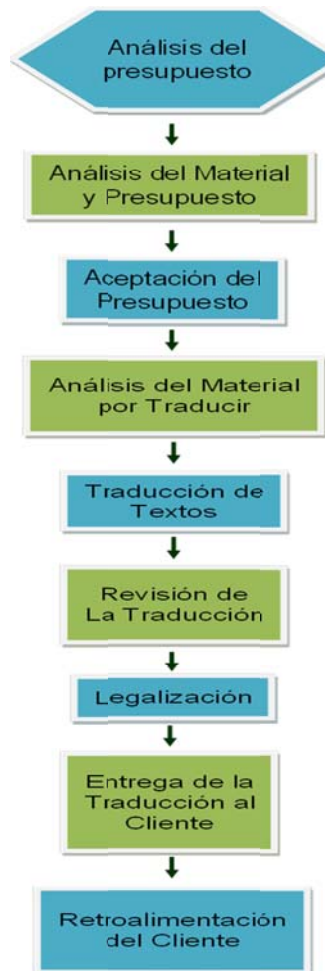 Análisis del
presupuesto
Análisis del Material
y Presupuesto
Aceptación del
Presupuesto
Análisis del Material
por Traducir
Traducción de
Textos
Revisión de
La Traducción
Legalización
Entrega de la
Traducción al
Cliente
Retroalimentación
del Cliente